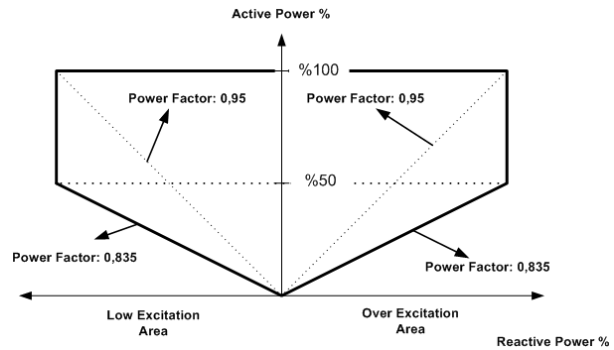 Active Power %
%100
Power Factor: 0,95
Power Factor: 0,95
%50
Power Factor: 0,835
Power Factor: 0,835
Low Excitation
Area
Over Excitation
Area
Reactive Power %